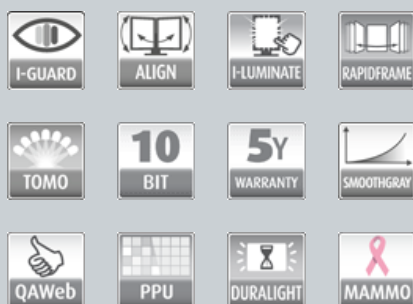 I-GUARD
ALIGN
I-LUMINATE
RAPIDFRAME
TOMO
10
BIT
5Y
WARRANTY
SMOOTHGRAY
QAWeb
PPU
DURALIGHT
MAMMO